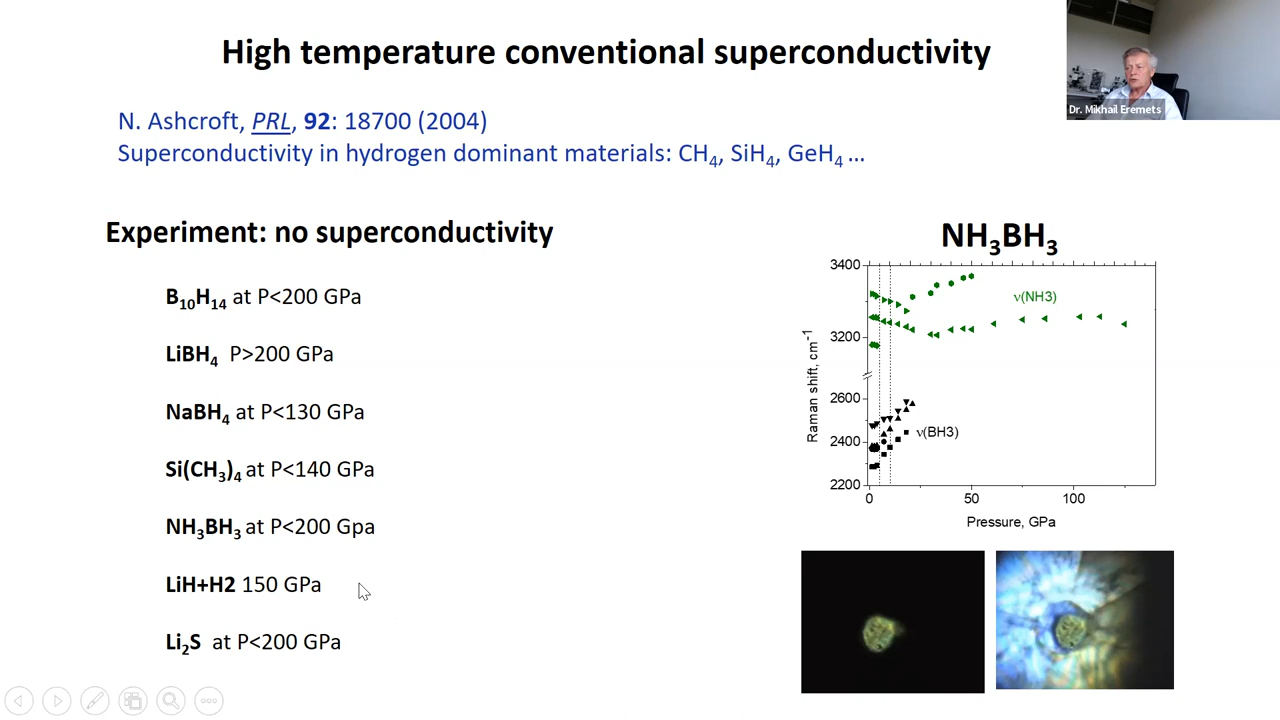 High temperature conventional superconductivity
Dr. Mikhail Eremets
N. Ashcroft, PRL, 92: 18700 (2004)
Superconductivity in hydrogen dominant materials: CH₄, SiH₄, GeH₄ ...
Experiment: no superconductivity
B₁₀H₁₄ at P<200 GPa
LiBH₄ P>200 GPa
NaBH₄ at P<130 GPa
Si(CH₃)₄ at P<140 GPa
NH₃BH₃ at P<200 Gpa
LiH+H2 150 GPa
Li₂S at P<200 GPa
NH₃BH₃
3400
3200
2600
2400
2200
Raman shift, cm⁻¹
ν(NH3)
ν(BH3)
0 50 100
Pressure, GPa